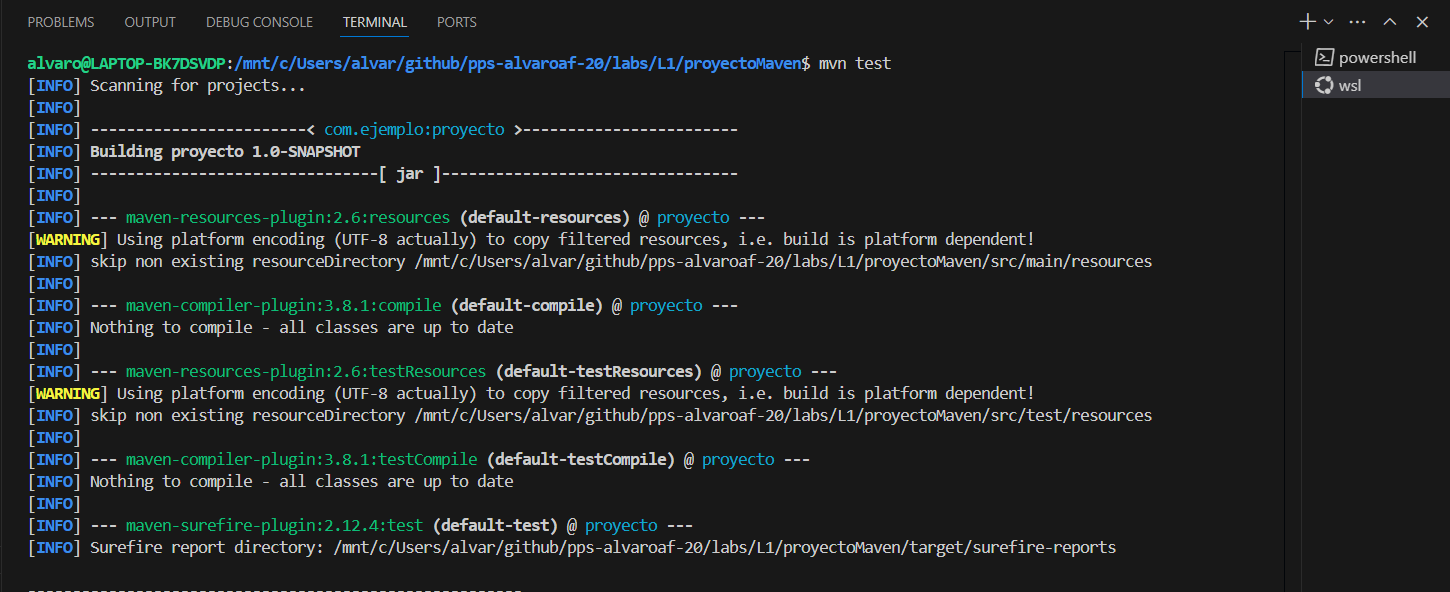 PROBLEMS OUTPUT DEBUG CONSOLE TERMINAL PORTS
powershell
wsl
alvaro@LAPTOP-BK7DSVDP:/mnt/c/Users/alvar/github/pps-alvaroaf-20/labs/L1/proyectoMaven$ mvn test
[INFO] Scanning for projects...
[INFO]
[INFO] ------------------------< com.ejemplo:proyecto >------------------------
[INFO] Building proyecto 1.0-SNAPSHOT
[INFO] --------------------------------[ jar ]---------------------------------
[INFO]
[INFO] --- maven-resources-plugin:2.6:resources (default-resources) @ proyecto ---
[WARNING] Using platform encoding (UTF-8 actually) to copy filtered resources, i.e. build is platform dependent!
[INFO] skip non existing resourceDirectory /mnt/c/Users/alvar/github/pps-alvaroaf-20/labs/L1/proyectoMaven/src/main/resources
[INFO]
[INFO] --- maven-compiler-plugin:3.8.1:compile (default-compile) @ proyecto ---
[INFO] Nothing to compile - all classes are up to date
[INFO]
[INFO] --- maven-resources-plugin:2.6:testResources (default-testResources) @ proyecto ---
[WARNING] Using platform encoding (UTF-8 actually) to copy filtered resources, i.e. build is platform dependent!
[INFO] skip non existing resourceDirectory /mnt/c/Users/alvar/github/pps-alvaroaf-20/labs/L1/proyectoMaven/src/test/resources
[INFO]
[INFO] --- maven-compiler-plugin:3.8.1:testCompile (default-testCompile) @ proyecto ---
[INFO] Nothing to compile - all classes are up to date
[INFO]
[INFO] --- maven-surefire-plugin:2.12.4:test (default-test) @ proyecto ---
[INFO] Surefire report directory: /mnt/c/Users/alvar/github/pps-alvaroaf-20/labs/L1/proyectoMaven/target/surefire-reports
-------------------------------------------------------